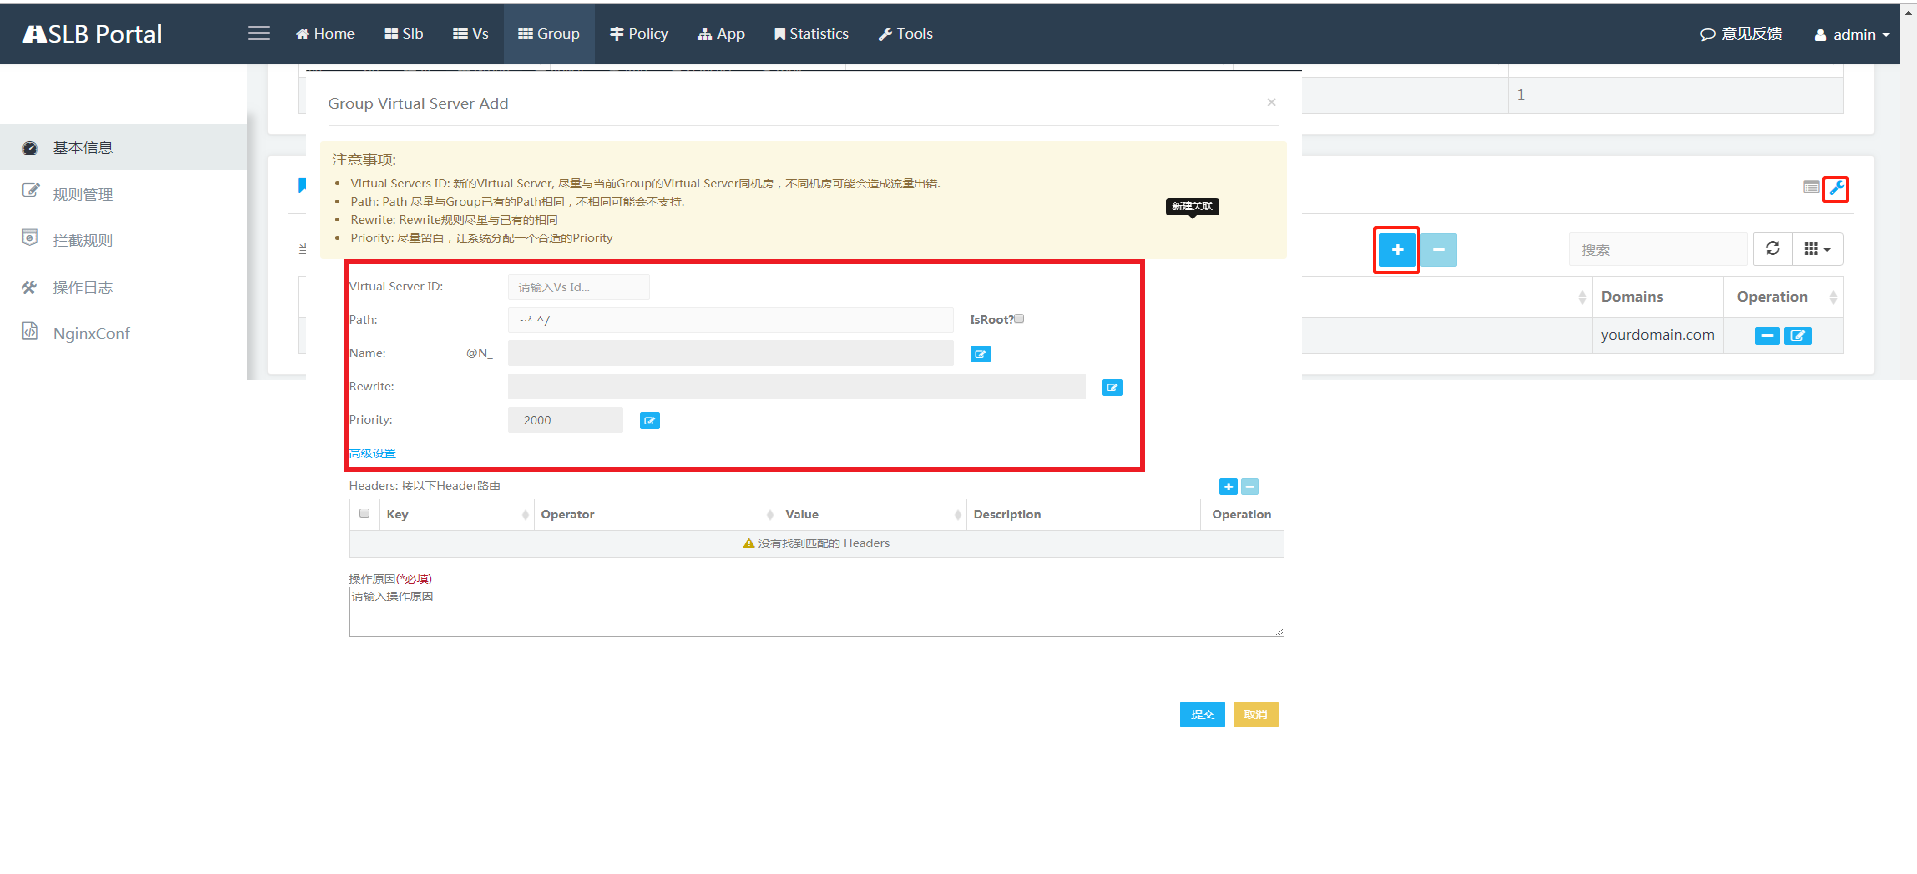 SLB Portal
Home Slb Vs Group Policy App Statistics Tools 意见反馈 admin
1
Group Virtual Server Add ×
基本信息
规则管理
拦截规则
操作日志
NginxConf
注意事项:
Virtual Servers ID: 新的Virtual Server, 尽量与当前Group的Virtual Server同机房，不同机房可能会造成流量出错.
Path: Path 尽量与Group已有的Path相同，不相同可能会不支持.
Rewrite: Rewrite规则尽量与已有的相同
Priority: 尽量留白，让系统分配一个合适的Priority
新建关联
搜索
Domains Operation
yourdomain.com
Virtual Server ID: 请输入Vs Id...
Path: ~* ^/ IsRoot?
Name: @N_
Rewrite:
Priority: 2000
高级设置
Headers: 按以下Header路由
Key Operator Value Description Operation
没有找到匹配的 Headers
操作原因(*必填)
请输入操作原因
提交 取消